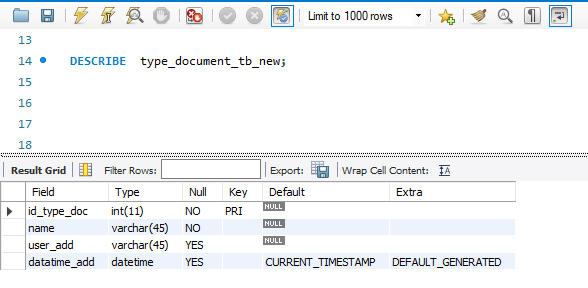 Limit to 1000 rows
13
14 DESCRIBE type_document_tb_new;
15
16
17
18
Result Grid Filter Rows: Export: Wrap Cell Content: IA
Field Type Null Key Default Extra
id_type_doc int(11) NO PRI NULL
name varchar(45) NO NULL
user_add varchar(45) YES NULL
datatime_add datetime YES CURRENT_TIMESTAMP DEFAULT_GENERATED